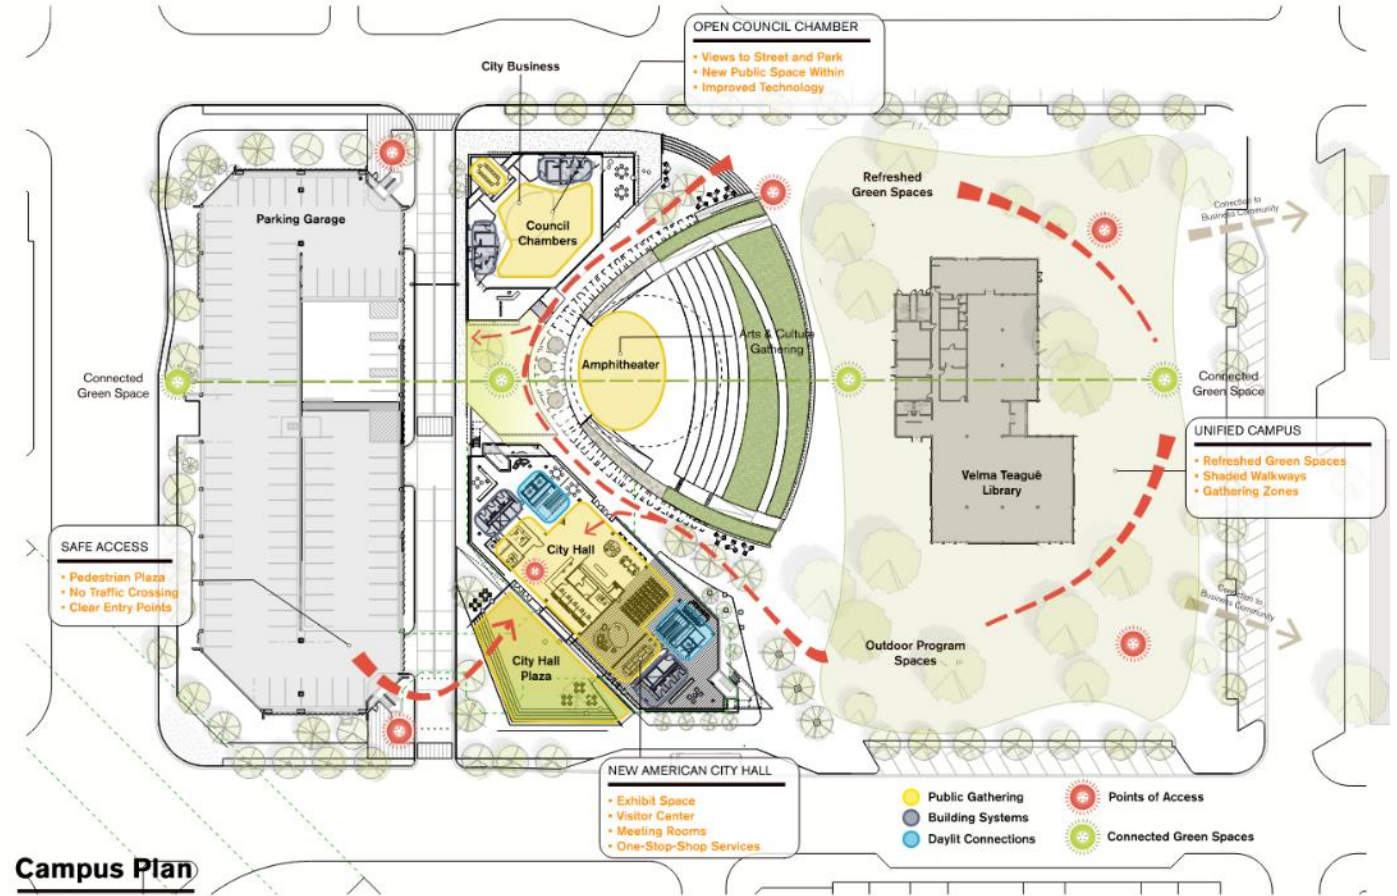 OPEN COUNCIL CHAMBER
• Views to Street and Park
• New Public Space Within
• Improved Technology
City Business
Refreshed
Green Spaces
Connection to
Business Community
Parking Garage
Council
Chambers
Arts & Culture
Gathering
Amphitheater
Connected
Green Space
Connected
Green Space
UNIFIED CAMPUS
• Refreshed Green Spaces
• Shaded Walkways
• Gathering Zones
Velma Teague
Library
SAFE ACCESS
• Pedestrian Plaza
• No Traffic Crossing
• Clear Entry Points
City Hall
Connection to
Business Community
City Hall
Plaza
Outdoor Program
Spaces
NEW AMERICAN CITY HALL
• Exhibit Space
• Visitor Center
• Meeting Rooms
• One-Stop-Shop Services
Public Gathering
Building Systems
Daylit Connections
Points of Access
Connected Green Spaces
Campus Plan